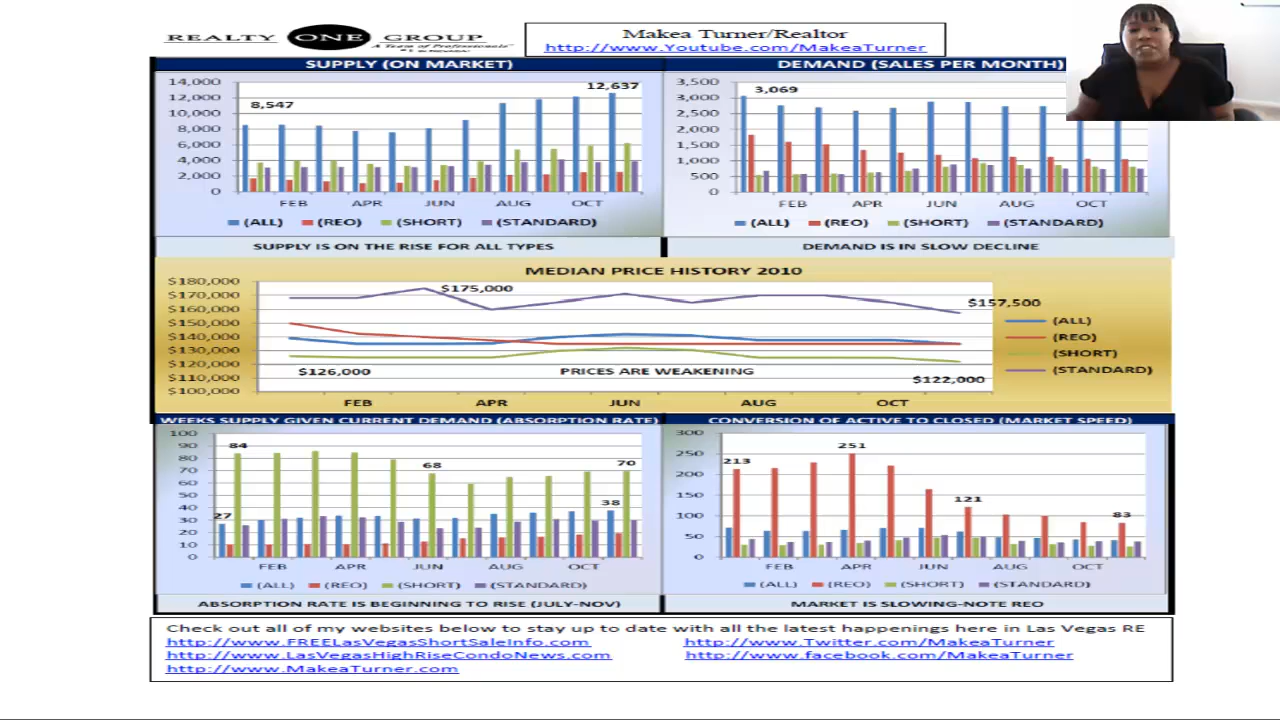 REALTY ONE GROUP
A Team of Professionals
Makea Turner/Realtor
http://www.Youtube.com/MakeaTurner
SUPPLY (ON MARKET)
14,000
12,000
10,000
8,000
6,000
4,000
2,000
0
8,547
12,637
FEB APR JUN AUG OCT
(ALL) (REO) (SHORT) (STANDARD)
SUPPLY IS ON THE RISE FOR ALL TYPES
DEMAND (SALES PER MONTH)
3,500
3,000
2,500
2,000
1,500
1,000
500
0
3,069
FEB APR JUN AUG OCT
(ALL) (REO) (SHORT) (STANDARD)
DEMAND IS IN SLOW DECLINE
MEDIAN PRICE HISTORY 2010
$180,000
$170,000
$160,000
$150,000
$140,000
$130,000
$120,000
$110,000
$100,000
$175,000
$157,500
$126,000
PRICES ARE WEAKENING
$122,000
FEB APR JUN AUG OCT
(ALL)
(REO)
(SHORT)
(STANDARD)
WEEKS SUPPLY GIVEN CURRENT DEMAND (ABSORPTION RATE)
100
90
80
70
60
50
40
30
20
10
0
84
68
70
27
38
FEB APR JUN AUG OCT
(ALL) (REO) (SHORT) (STANDARD)
ABSORPTION RATE IS BEGINNING TO RISE (JULY-NOV)
CONVERSION OF ACTIVE TO CLOSED (MARKET SPEED)
300
250
200
150
100
50
0
213
251
121
83
FEB APR JUN AUG OCT
(ALL) (REO) (SHORT) (STANDARD)
MARKET IS SLOWING-NOTE REO
Check out all of my websites below to stay up to date with all the latest happenings here in Las Vegas RE
http://www.FREELasVegasShortSaleInfo.com http://www.Twitter.com/MakeaTurner
http://www.LasVegasHighRiseCondoNews.com http://www.facebook.com/MakeaTurner
http://www.MakeaTurner.com